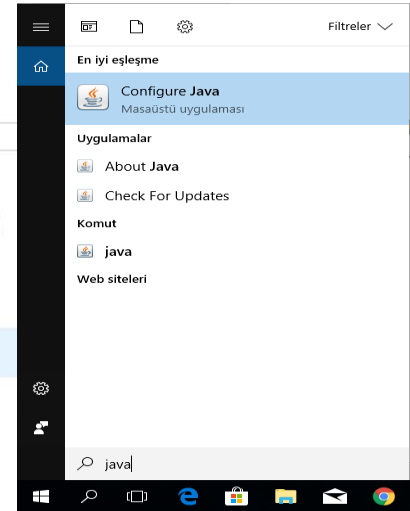 Filtreler
En iyi eşleşme
Configure Java
Masaüstü uygulaması
Uygulamalar
About Java
Check For Updates
Komut
java
Web siteleri
java